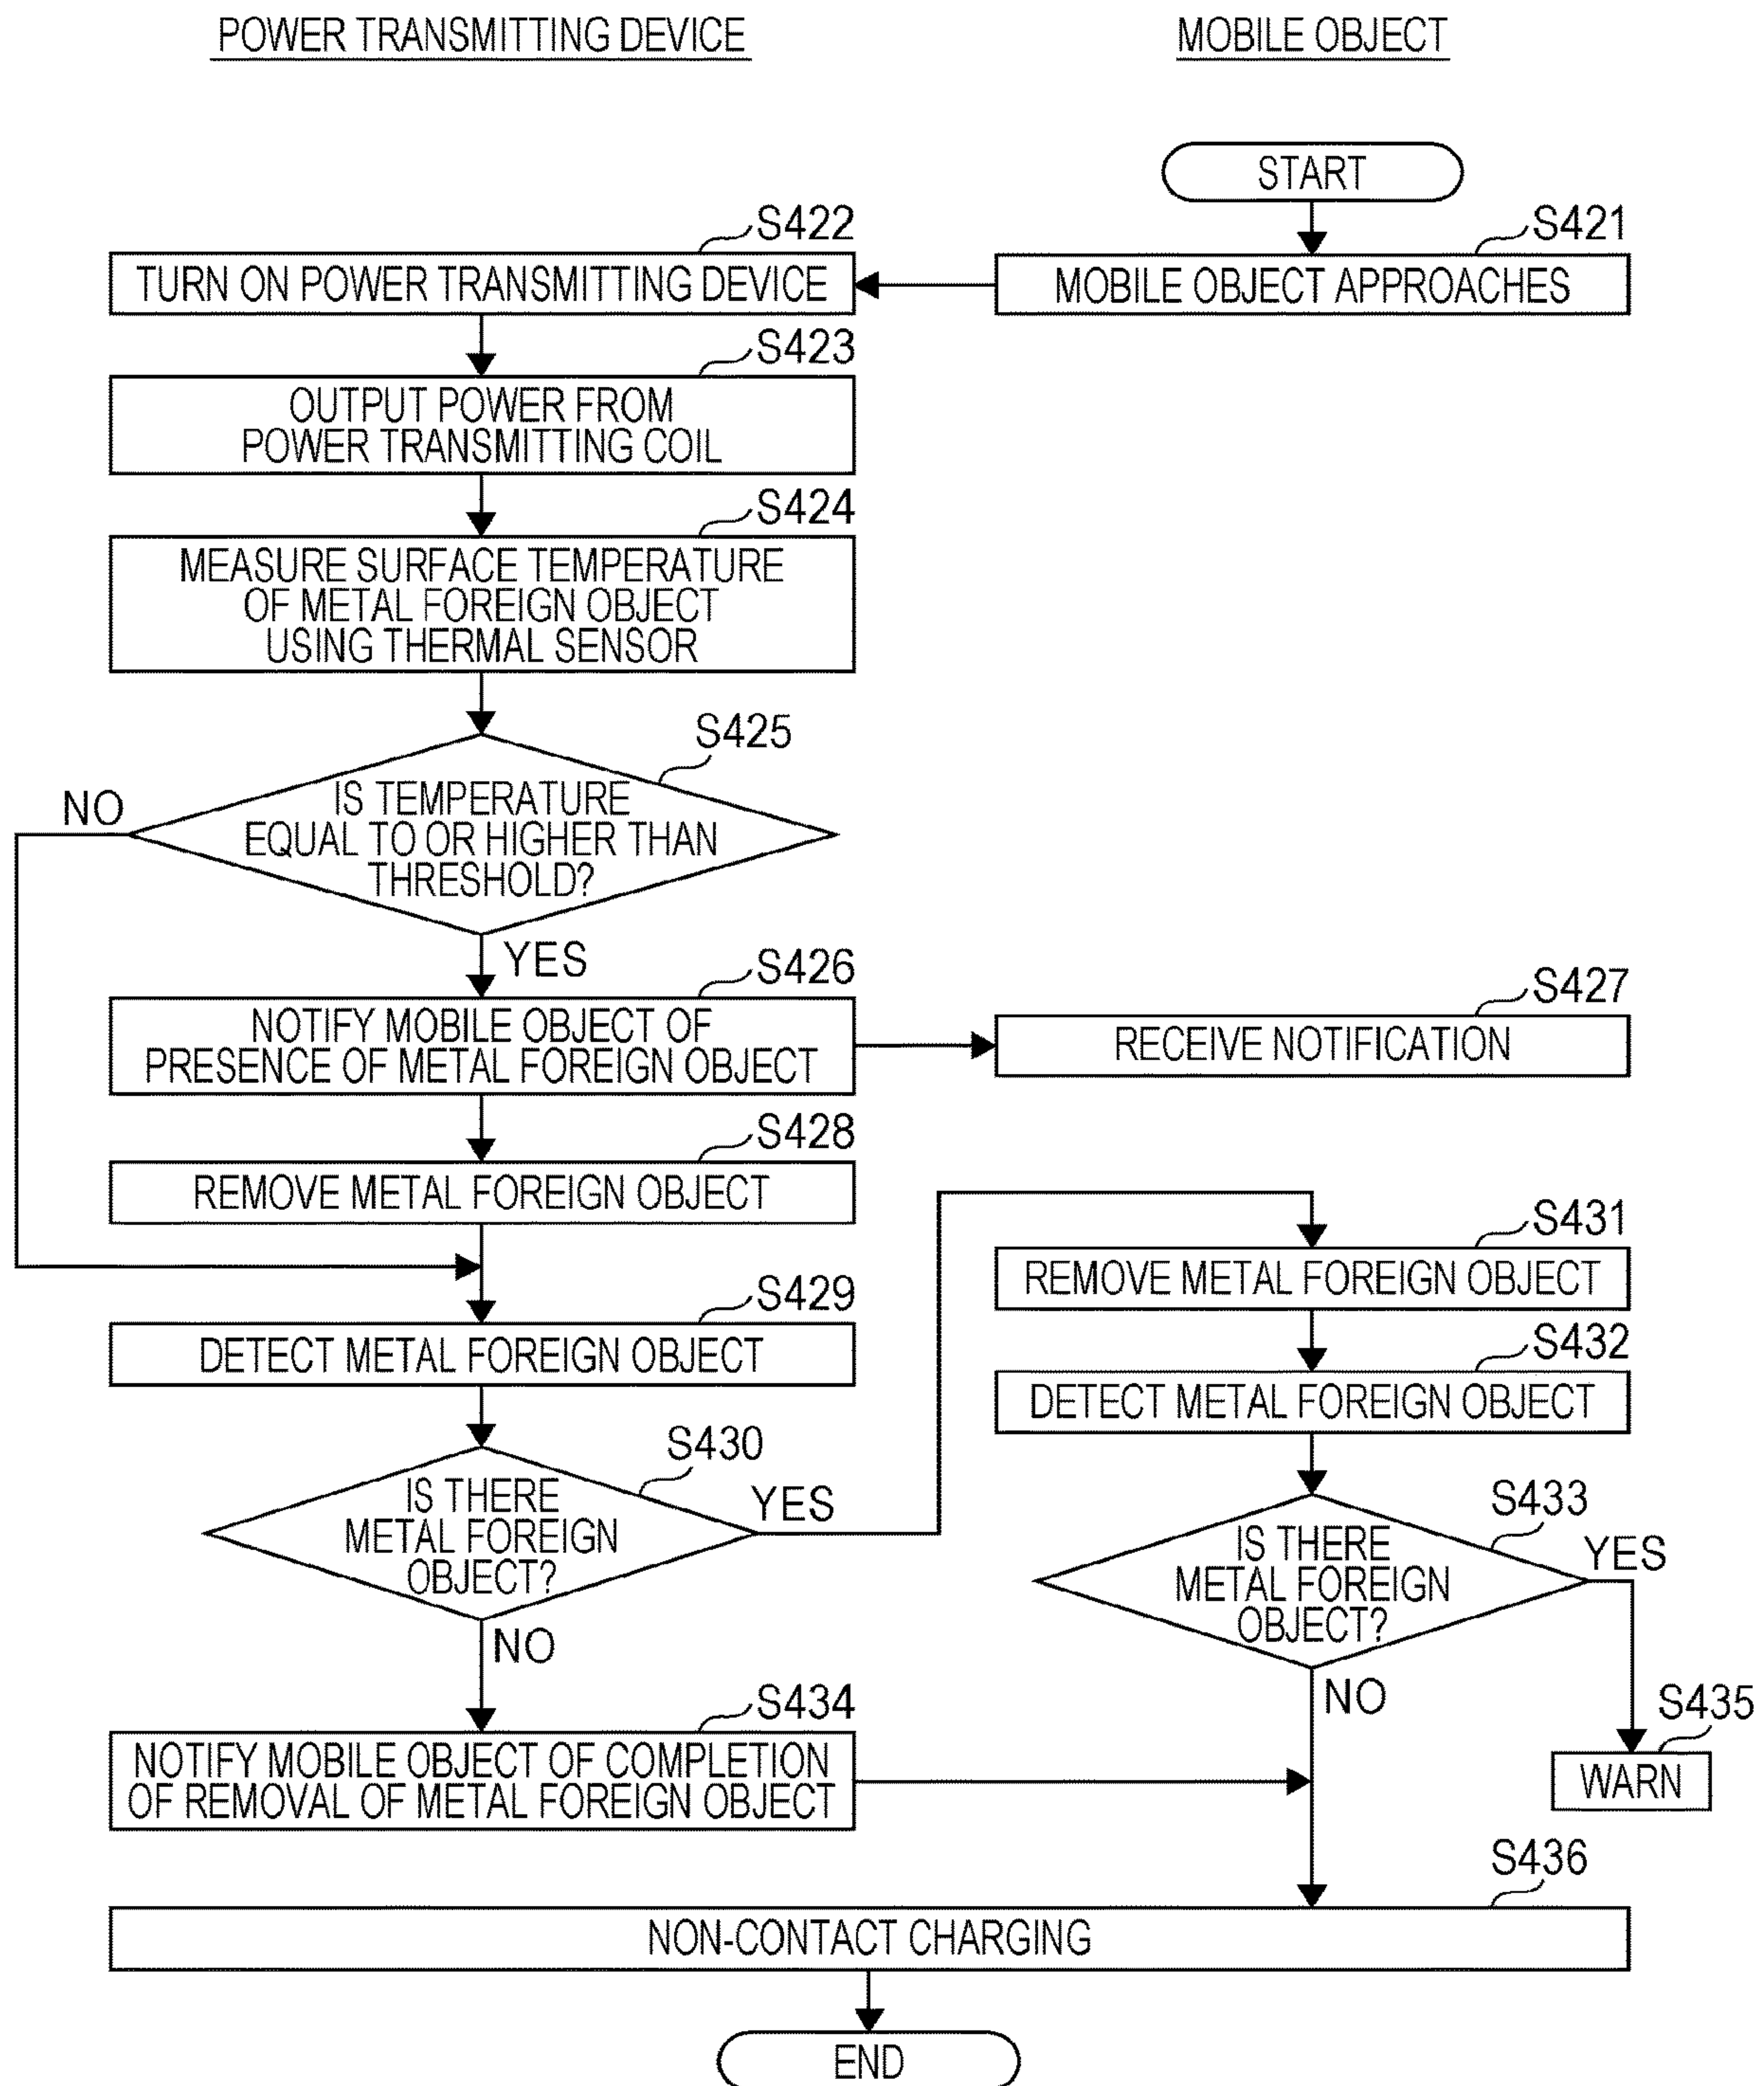 POWER TRANSMITTING DEVICE
MOBILE OBJECT
START
S421
MOBILE OBJECT APPROACHES
S422
TURN ON POWER TRANSMITTING DEVICE
S423
OUTPUT POWER FROM
POWER TRANSMITTING COIL
S424
MEASURE SURFACE TEMPERATURE
OF METAL FOREIGN OBJECT
USING THERMAL SENSOR
S425
IS TEMPERATURE
EQUAL TO OR HIGHER THAN
THRESHOLD?
NO
YES
S426
NOTIFY MOBILE OBJECT OF
PRESENCE OF METAL FOREIGN OBJECT
S427
RECEIVE NOTIFICATION
S428
REMOVE METAL FOREIGN OBJECT
S429
DETECT METAL FOREIGN OBJECT
S430
IS THERE
METAL FOREIGN
OBJECT?
YES
NO
S431
REMOVE METAL FOREIGN OBJECT
S432
DETECT METAL FOREIGN OBJECT
S433
IS THERE
METAL FOREIGN
OBJECT?
YES
NO
S434
NOTIFY MOBILE OBJECT OF COMPLETION
OF REMOVAL OF METAL FOREIGN OBJECT
S435
WARN
S436
NON-CONTACT CHARGING
END